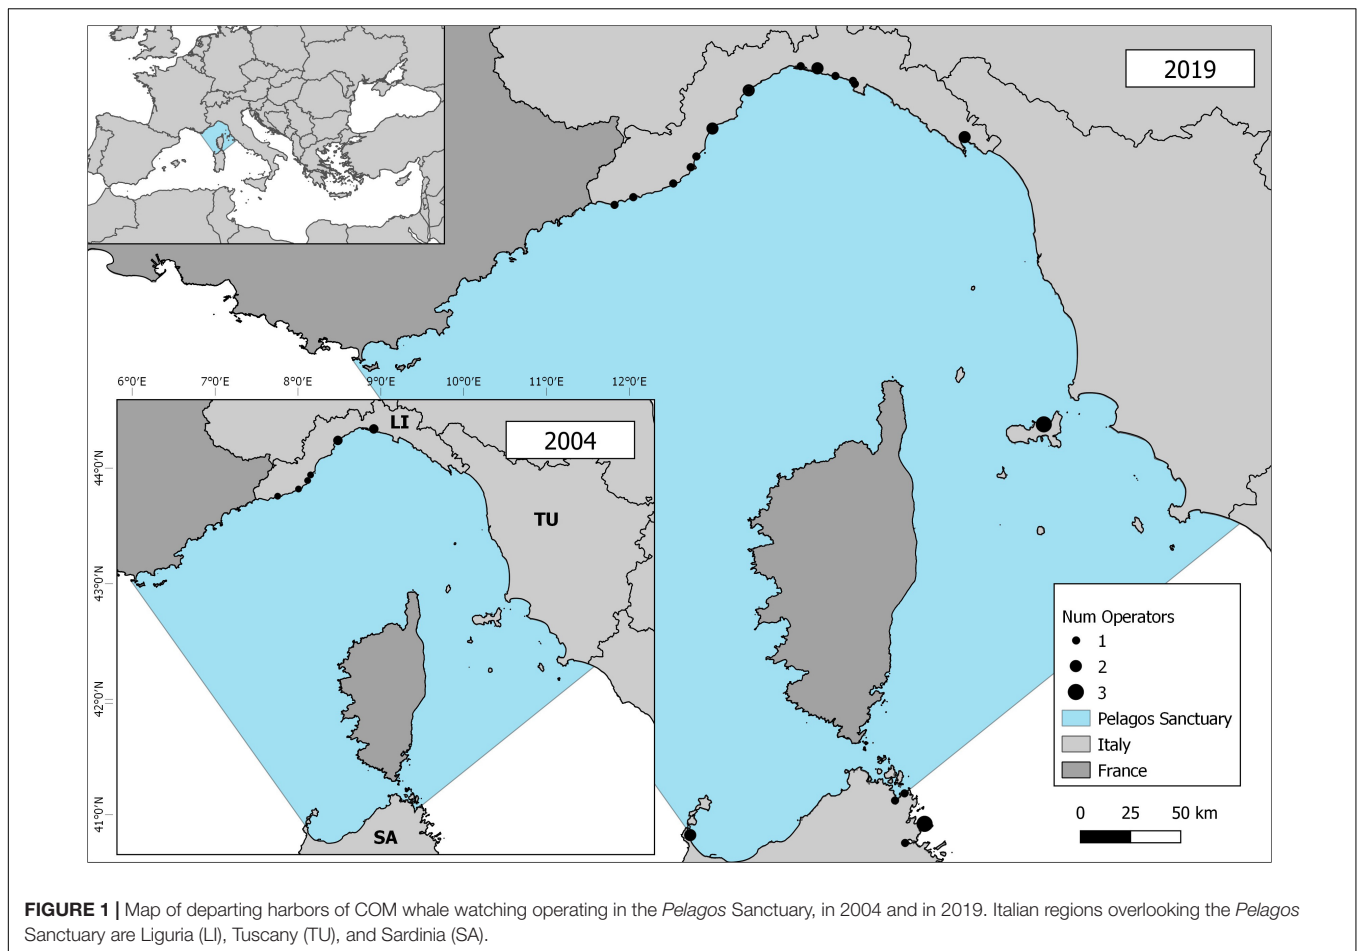 2019
6°0'E 7°0'E 8°0'E 9°0'E 10°0'E 11°0'E 12°0'E
LI
2004
44°0'N
TU
43°0'N
42°0'N
41°0'N
SA
Num Operators
1
2
3
Pelagos Sanctuary
Italy
France
0 25 50 km
FIGURE 1 | Map of departing harbors of COM whale watching operating in the Pelagos Sanctuary, in 2004 and in 2019. Italian regions overlooking the Pelagos
Sanctuary are Liguria (LI), Tuscany (TU), and Sardinia (SA).